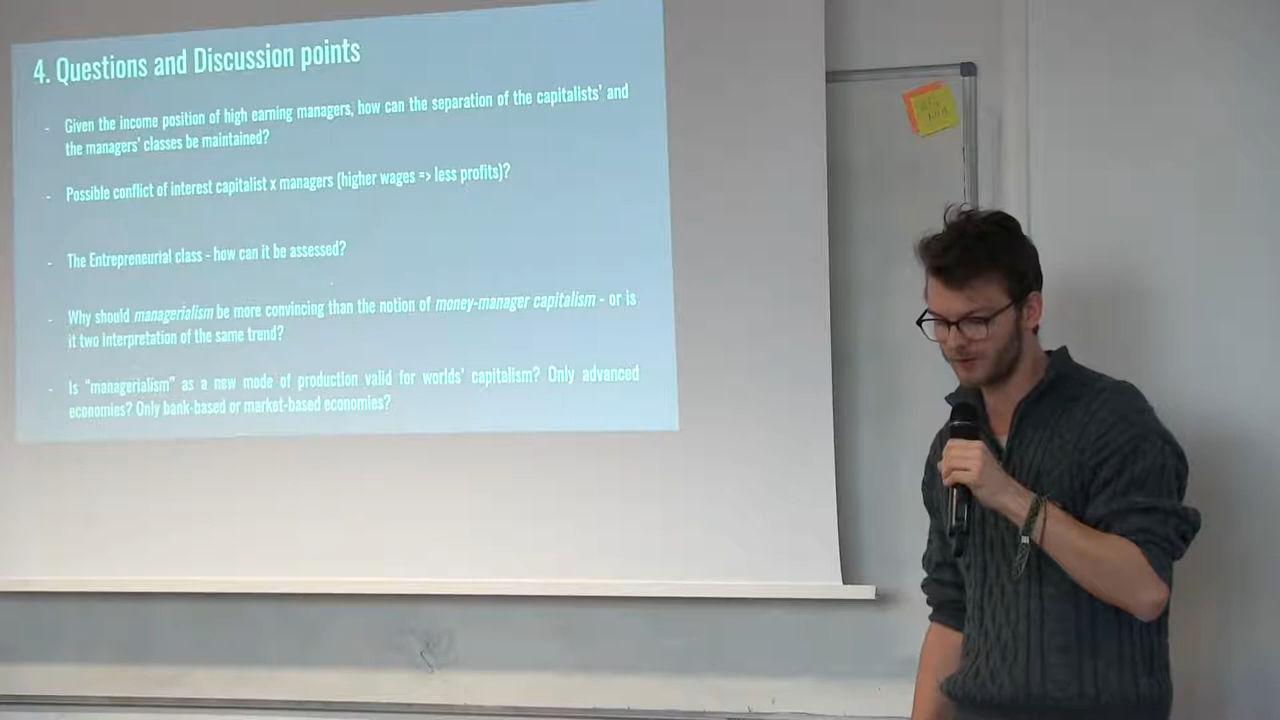 4. Questions and Discussion points
- Given the income position of high earning managers, how can the separation of the capitalists' and
the managers' classes be maintained?
- Possible conflict of interest capitalist x managers (higher wages => less profits)?
- The Entrepreneurial class - how can it be assessed?
- Why should managerialism be more convincing than the notion of money-manager capitalism - or is
it two interpretation of the same trend?
- Is "managerialism" as a new mode of production valid for worlds' capitalism? Only advanced
economies? Only bank-based or market-based economies?